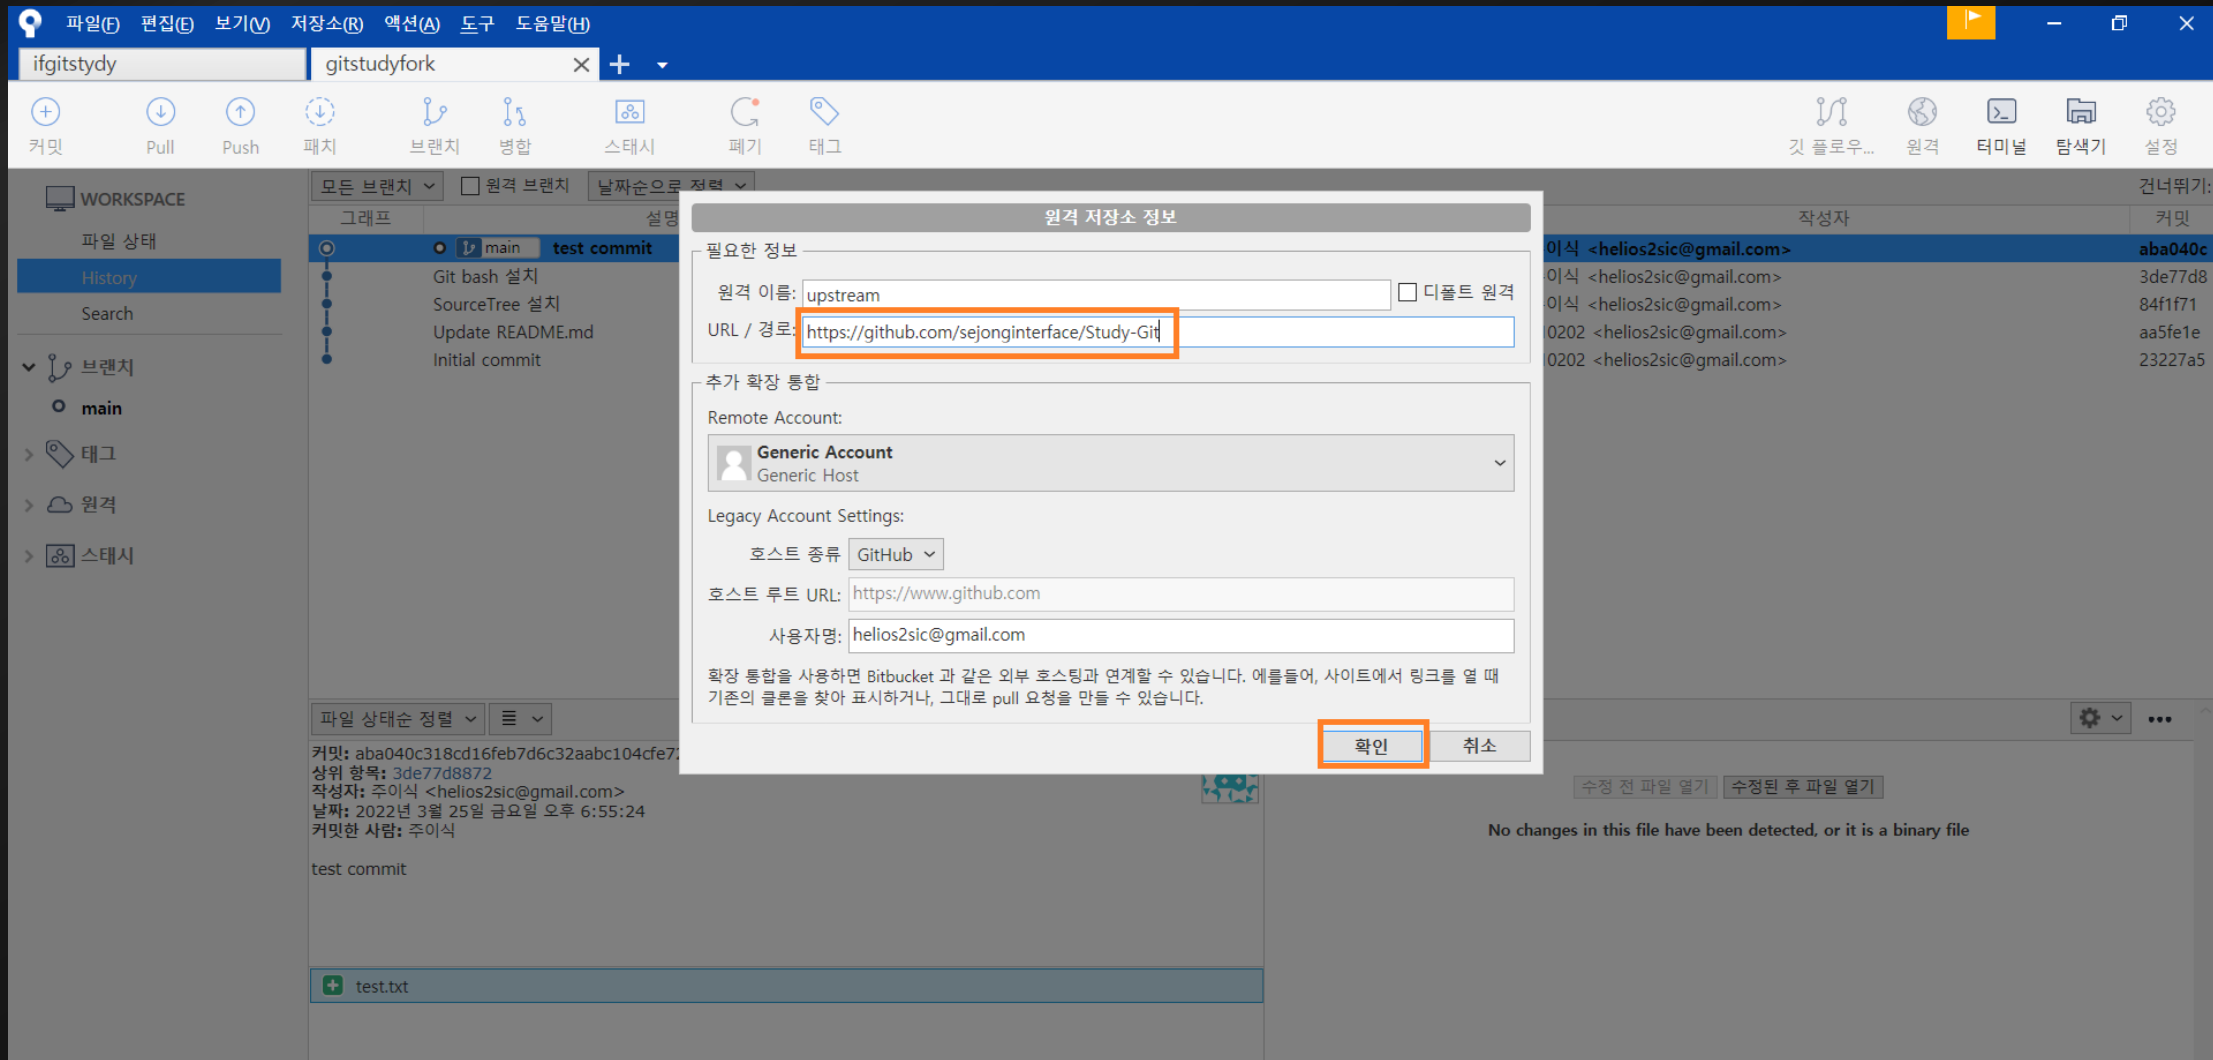 파일(F) 편집(E) 보기(V) 저장소(R) 액션(A) 도구 도움말(H)
ifgitstydy gitstudyfork
커밋 Pull Push 패치 브랜치 병합 스태시 폐기 태그 깃 플로우... 원격 터미널 탐색기 설정
WORKSPACE
파일 상태
History
Search
브랜치
main
태그
원격
스태시
모든 브랜치 원격 브랜치 날짜순으로 정렬 건너뛰기:
그래프 설명 작성자 커밋
main test commit 이식 <helios2sic@gmail.com> aba040c
Git bash 설치 이식 <helios2sic@gmail.com> 3de77d8
SourceTree 설치 이식 <helios2sic@gmail.com> 84f1f71
Update README.md 0202 <helios2sic@gmail.com> aa5fe1e
Initial commit 0202 <helios2sic@gmail.com> 23227a5
원격 저장소 정보
필요한 정보
원격 이름: upstream 디폴트 원격
URL / 경로: https://github.com/sejonginterface/Study-Git
추가 확장 통합
Remote Account:
Generic Account
Generic Host
Legacy Account Settings:
호스트 종류 GitHub
호스트 루트 URL: https://www.github.com
사용자명: helios2sic@gmail.com
확장 통합을 사용하면 Bitbucket 과 같은 외부 호스팅과 연계할 수 있습니다. 에를들어, 사이트에서 링크를 열 때
기존의 클론을 찾아 표시하거나, 그대로 pull 요청을 만들 수 있습니다.
확인 취소
파일 상태순 정렬
커밋: aba040c318cd16feb7d6c32aabc104cfe72
상위 항목: 3de77d8872
작성자: 주이식 <helios2sic@gmail.com>
날짜: 2022년 3월 25일 금요일 오후 6:55:24
커밋한 사람: 주이식
test commit
test.txt
수정 전 파일 열기 수정된 후 파일 열기
No changes in this file have been detected, or it is a binary file